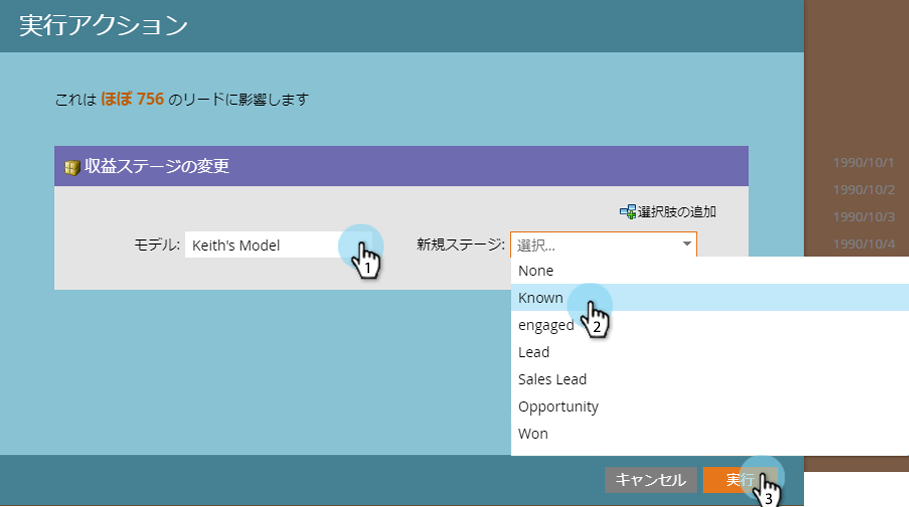 実行アクション
これは ほぼ 756 のリードに影響します
収益ステージの変更
選択肢の追加
モデル: Keith's Model 新規ステージ: 選択...
1
None
Known
2
engaged
Lead
Sales Lead
Opportunity
Won
キャンセル 実行
3
1990/10/1
1990/10/2
1990/10/3
1990/10/4